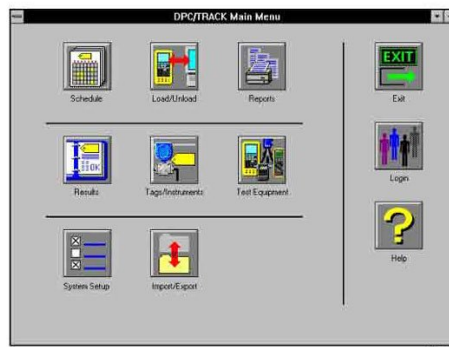 DPC/TRACK Main Menu
Schedule
Load/Unload
Reports
EXIT
Exit
OK
Results
Tags/Instruments
Test Equipment
Login
System Setup
Import/Export
Help